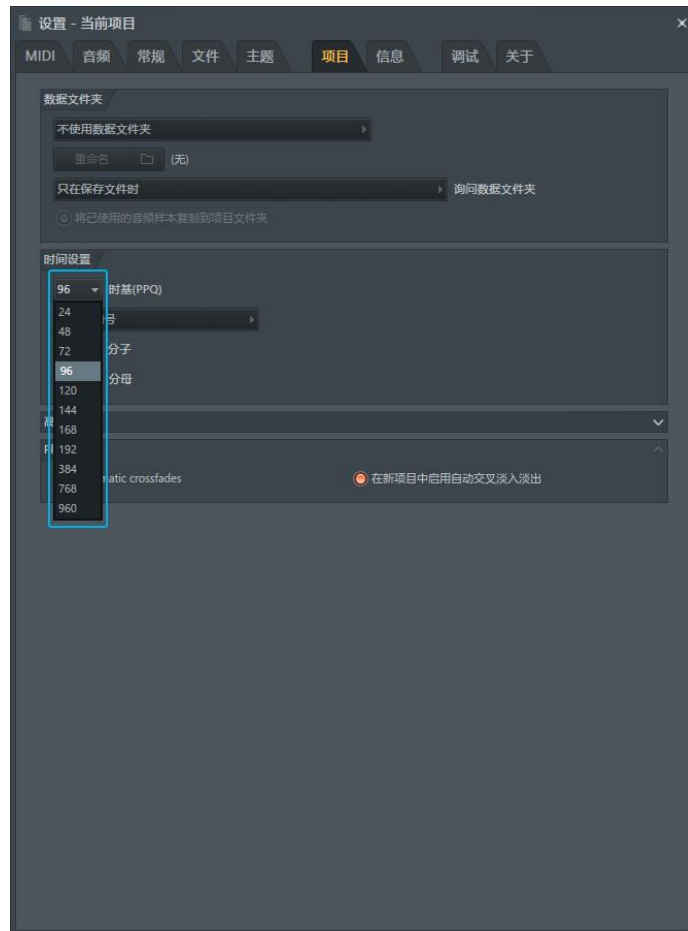 设置 - 当前项目
MIDI 音频 常规 文件 主题 项目 信息 调试 关于
数据文件夹
不使用数据文件夹
重命名 (无)
只在保存文件时 询问数据文件夹
将已使用的音频样本复制到项目文件夹
时间设置
96 时基(PPQ)
24
号
48
72 分子
96
分母
120
144
168
192
384
matic crossfades 在新项目中启用自动交叉淡入淡出
768
960